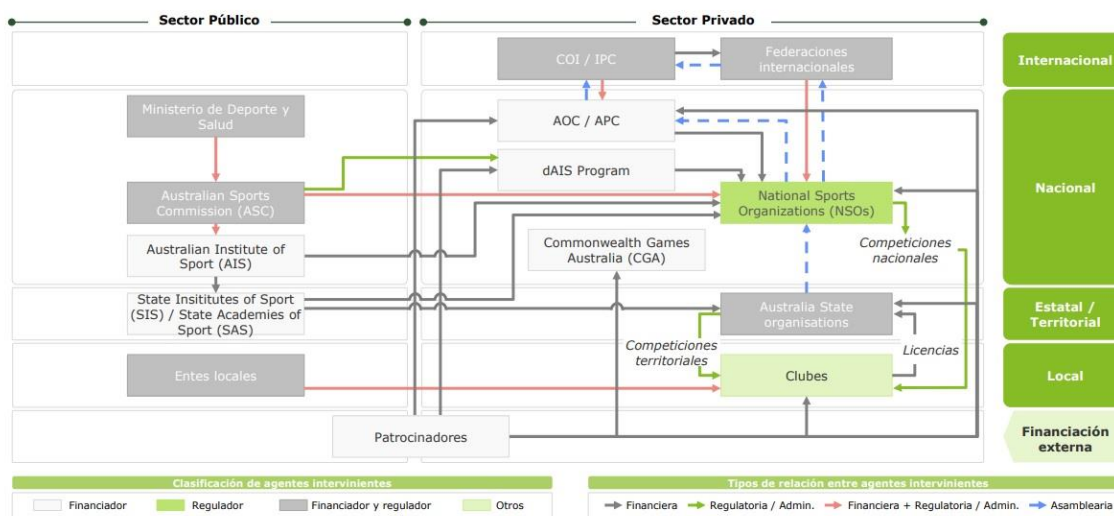 Sector Público
Sector Privado
COI / IPC
Federaciones
internacionales
Internacional
Ministerio de Deporte y
Salud
AOC / APC
dAIS Program
Nacional
Australian Sports
Commission (ASC)
National Sports
Organizations (NSOs)
Australian Institute of
Sport (AIS)
Commonwealth Games
Australia (CGA)
Competiciones
nacionales
State Insititutes of Sport
(SIS) / State Academies of
Sport (SAS)
Australia State
organisations
Estatal /
Territorial
Competiciones
territoriales
Licencias
Entes locales
Clubes
Local
Patrocinadores
Financiación
externa
Clasificación de agentes intervinientes
Financiador
Regulador
Financiador y regulador
Otros
Tipos de relación entre agentes intervinientes
Financiera
Regulatoria / Admin.
Financiera + Regulatoria / Admin.
Asamblearia